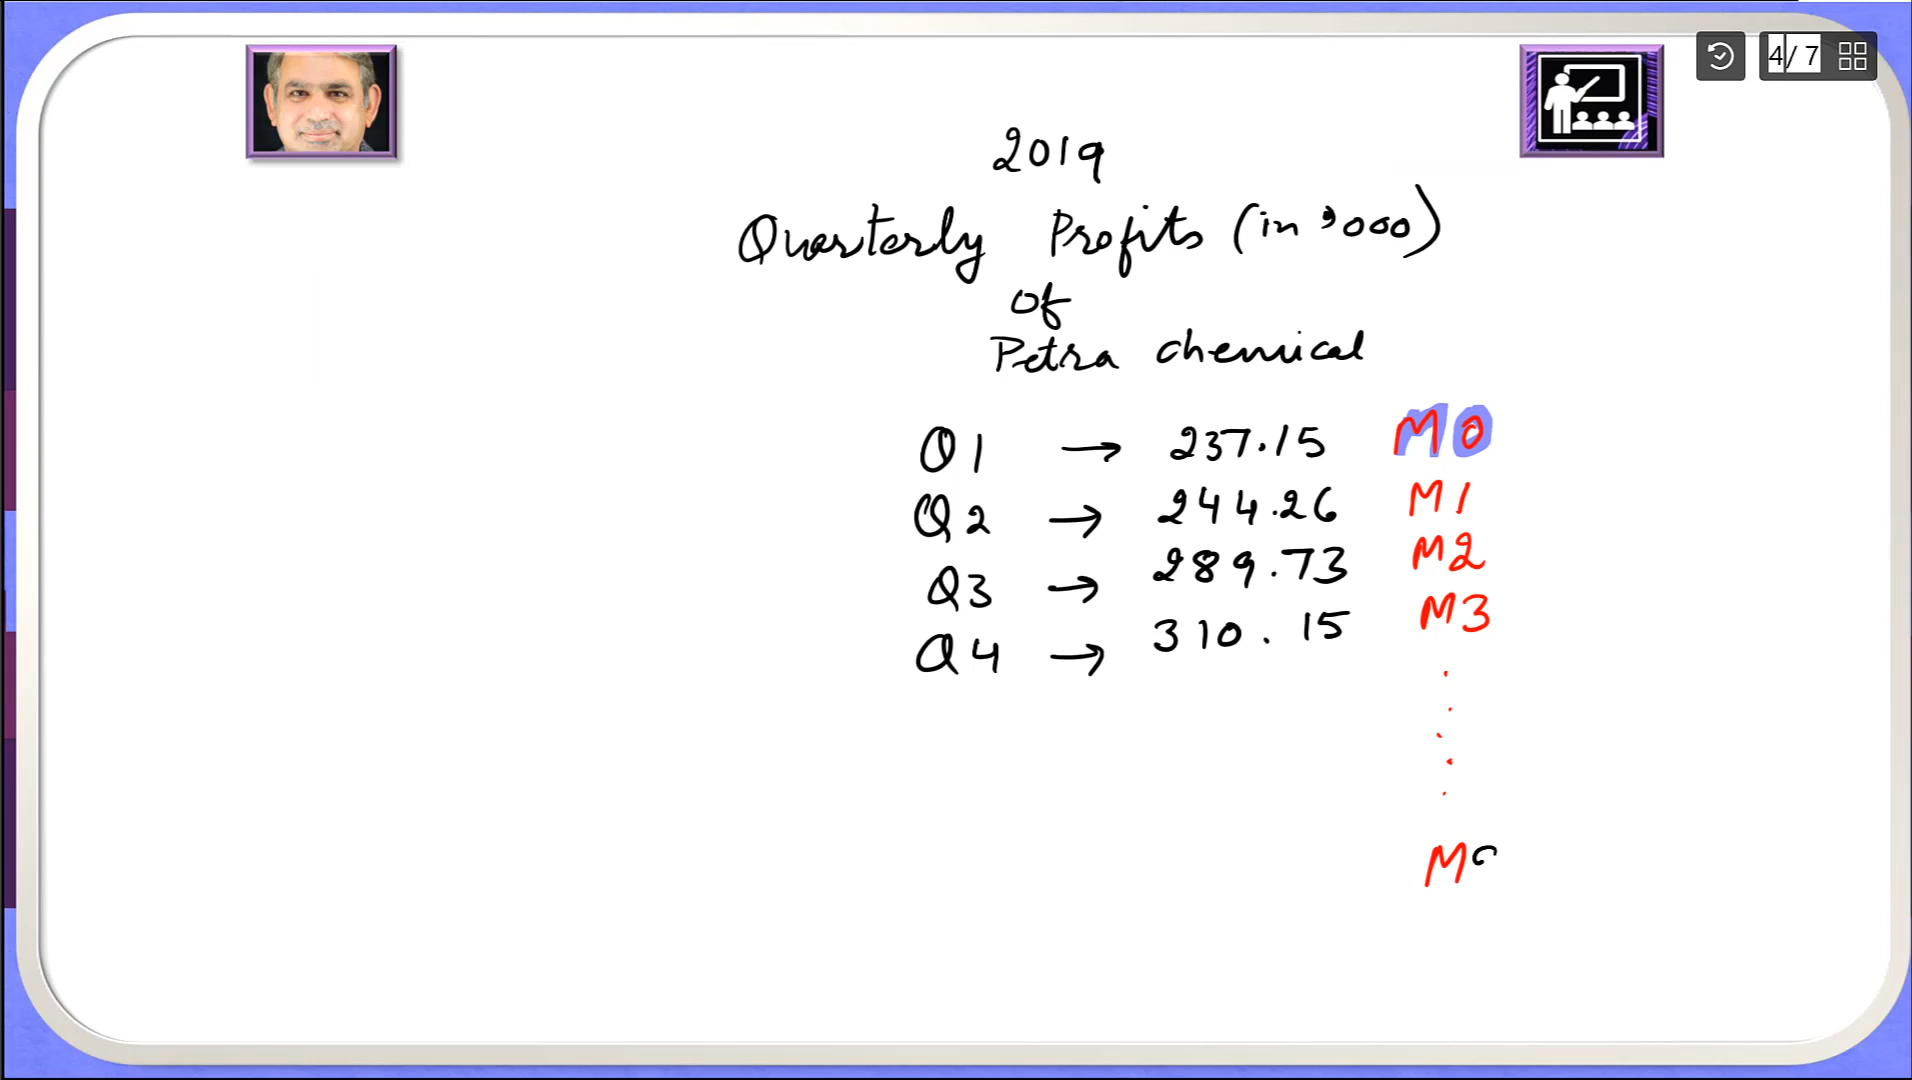 4/7
2019
Quarterly Profits (in '000)
of
Petra chemical
Q1 → 237.15 M0
Q2 → 244.26 M1
Q3 → 289.73 M2
Q4 → 310.15 M3
.
.
.
.
.
M